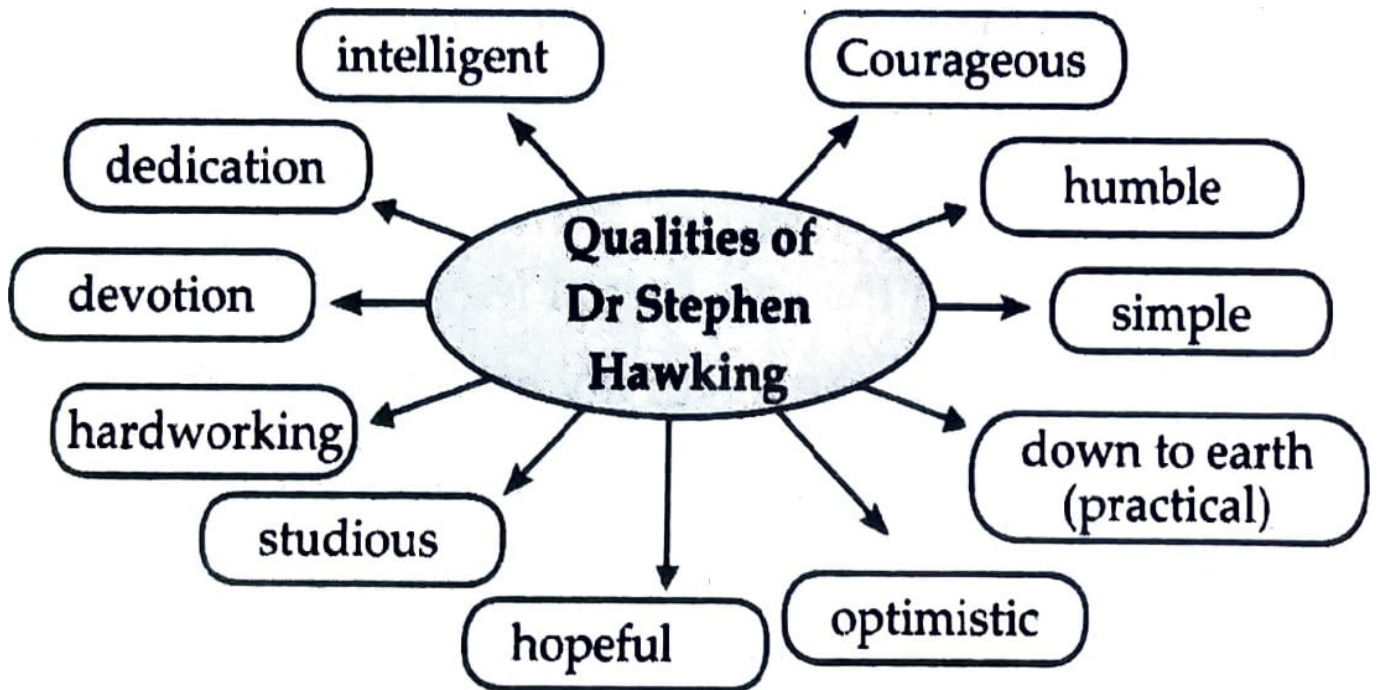 intelligent
Courageous
dedication
humble
Qualities of
Dr Stephen
Hawking
devotion
simple
hardworking
down to earth
(practical)
studious
hopeful
optimistic